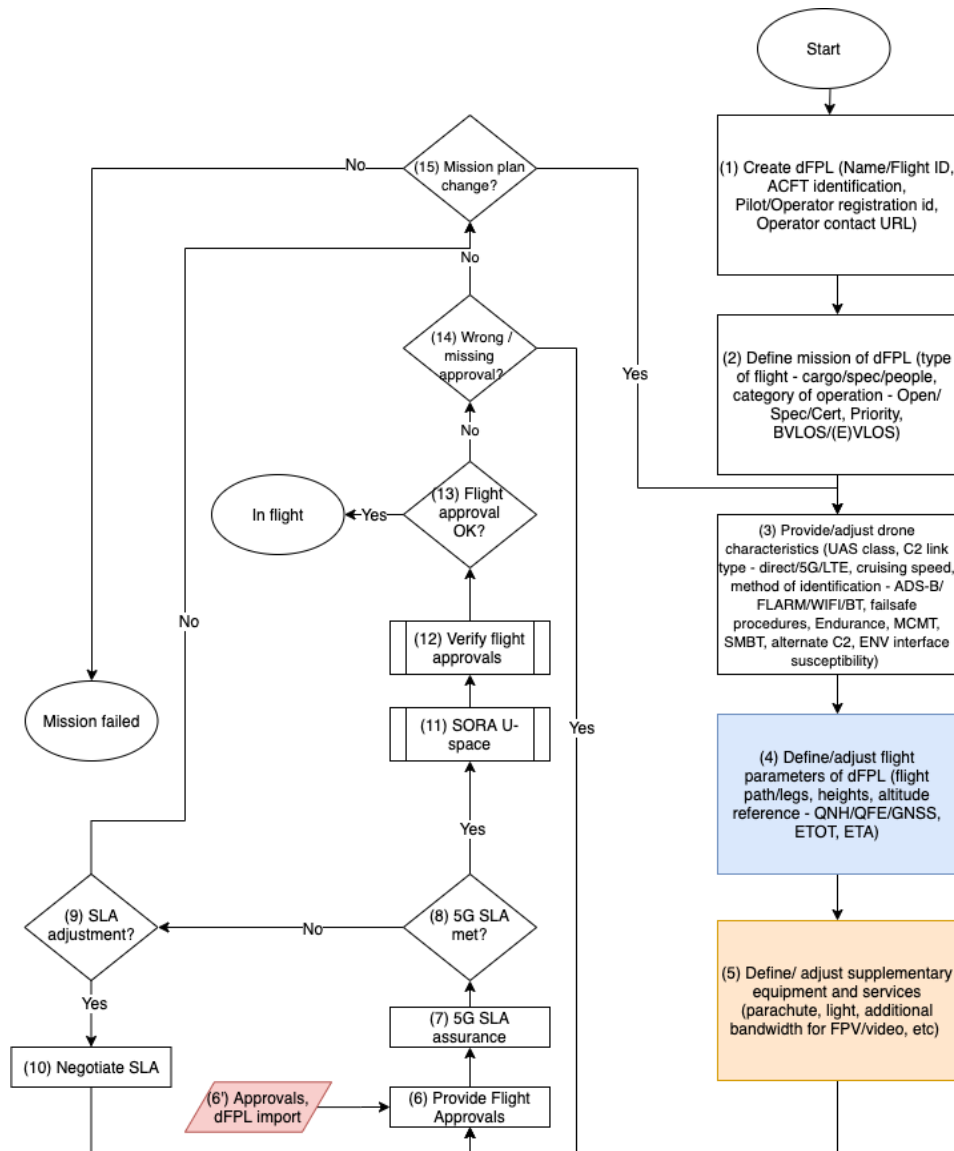 Start
(1) Create dFPL (Name/Flight ID,
ACFT identification,
Pilot/Operator registration id,
Operator contact URL)
(2) Define mission of dFPL (type
of flight - cargo/spec/people,
category of operation - Open/
Spec/Cert, Priority,
BVLOS/(E)VLOS)
(3) Provide/adjust drone
characteristics (UAS class, C2 link
type - direct/5G/LTE, cruising speed,
method of identification - ADS-B/
FLARM/WIFI/BT, failsafe
procedures, Endurance, MCMT,
SMBT, alternate C2, ENV interface
susceptibility)
(4) Define/adjust flight
parameters of dFPL (flight
path/legs, heights, altitude
reference - QNH/QFE/GNSS,
ETOT, ETA)
(5) Define/ adjust supplementary
equipment and services
(parachute, light, additional
bandwidth for FPV/video, etc)
(6') Approvals,
dFPL import
(6) Provide Flight
Approvals
(7) 5G SLA
assurance
(8) 5G SLA
met?
No
Yes
(9) SLA
adjustment?
No
Yes
(10) Negotiate SLA
(11) SORA U-
space
(12) Verify flight
approvals
(13) Flight
approval
OK?
Yes
In flight
No
(14) Wrong /
missing
approval?
Yes
No
(15) Mission plan
change?
Yes
No
Mission failed